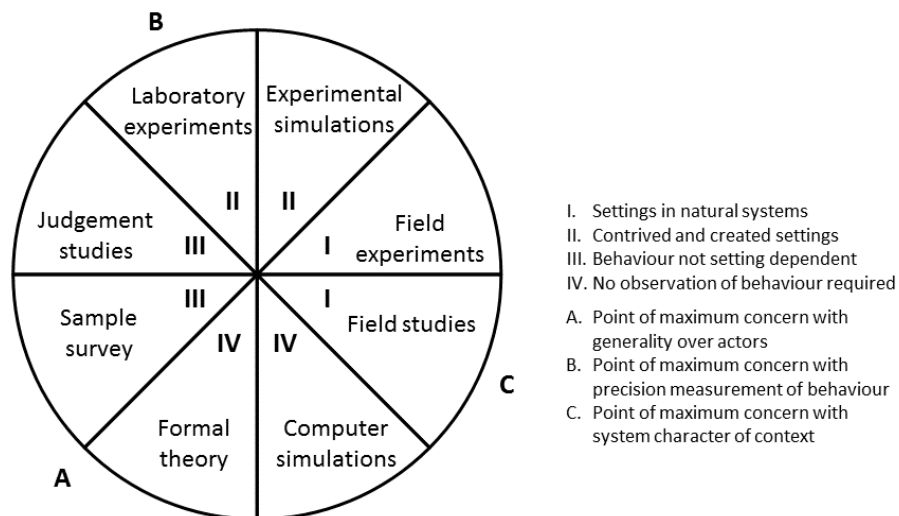 B
Laboratory
experiments
Experimental
simulations
II
II
Judgement
studies
III
I
Field
experiments
III
I
Sample
survey
Field studies
IV
IV
C
Formal
theory
Computer
simulations
A
I. Settings in natural systems
II. Contrived and created settings
III. Behaviour not setting dependent
IV. No observation of behaviour required
A. Point of maximum concern with
generality over actors
B. Point of maximum concern with
precision measurement of behaviour
C. Point of maximum concern with
system character of context